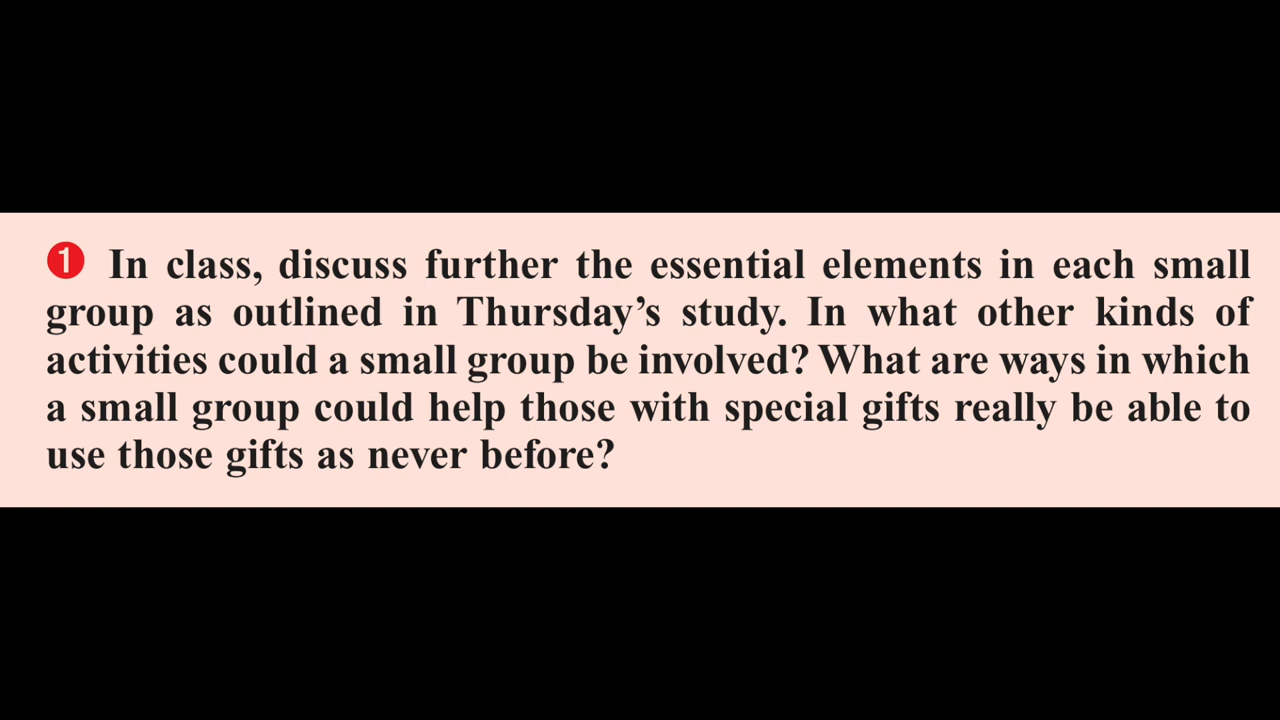 ❶ In class, discuss further the essential elements in each small
group as outlined in Thursday’s study. In what other kinds of
activities could a small group be involved? What are ways in which
a small group could help those with special gifts really be able to
use those gifts as never before?